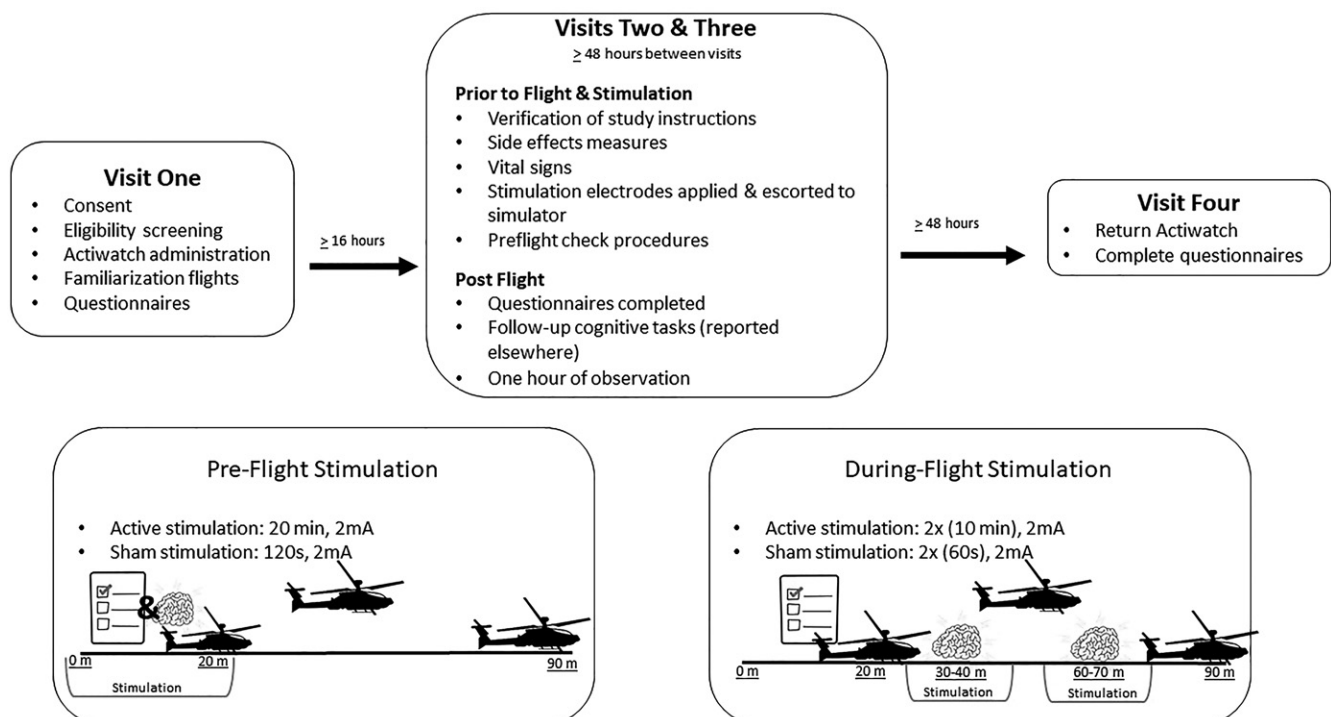 Visit One
• Consent
• Eligibility screening
• Actiwatch administration
• Familiarization flights
• Questionnaires
≥ 16 hours
Visits Two & Three
≥ 48 hours between visits
Prior to Flight & Stimulation
• Verification of study instructions
• Side effects measures
• Vital signs
• Stimulation electrodes applied & escorted to
simulator
• Preflight check procedures
Post Flight
• Questionnaires completed
• Follow-up cognitive tasks (reported
elsewhere)
• One hour of observation
≥ 48 hours
Visit Four
• Return Actiwatch
• Complete questionnaires
Pre-Flight Stimulation
• Active stimulation: 20 min, 2mA
• Sham stimulation: 120s, 2mA
&
0 m
20 m
90 m
Stimulation
During-Flight Stimulation
• Active stimulation: 2x (10 min), 2mA
• Sham stimulation: 2x (60s), 2mA
0 m
20 m
30-40 m
60-70 m
90 m
Stimulation
Stimulation